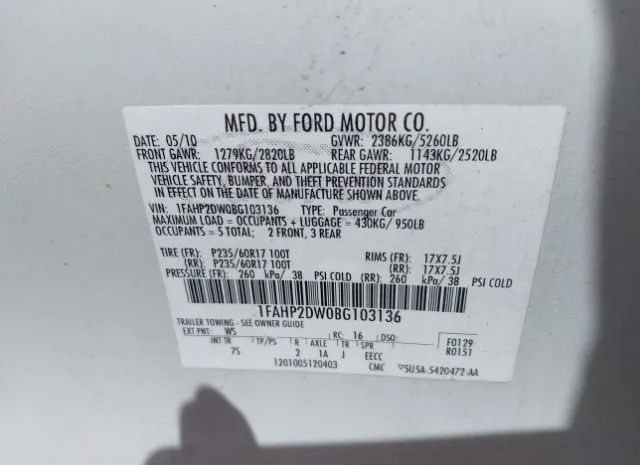 MFD. BY FORD MOTOR CO.
DATE: 05/10 GVWR: 2386KG/5260LB
FRONT GAWR: 1279KG/2820LB REAR GAWR: 1143KG/2520LB
THIS VEHICLE CONFORMS TO ALL APPLICABLE FEDERAL MOTOR
VEHICLE SAFETY, BUMPER, AND THEFT PREVENTION STANDARDS
IN EFFECT ON THE DATE OF MANUFACTURE SHOWN ABOVE.
VIN: 1FAHP2DW0BG103136 TYPE: Passenger Car
MAXIMUM LOAD = OCCUPANTS + LUGGAGE = 430KG/ 950LB
OCCUPANTS = 5 TOTAL; 2 FRONT, 3 REAR
TIRE (FR): P235/60R17 100T RIMS (FR): 17X7.5J
(RR): P235/60R17 100T (RR): 17X7.5J
PRESSURE (FR): 260 kPa/ 38 PSI COLD (RR): 260 kPa/ 38 PSI COLD
1FAHP2DW0BG103136
TRAILER TOWING - SEE OWNER GUIDE
EXT PNT: WS RC: 16 DSO: F0129
INT TR TP/PS R AXLE TR SPR R0151
7S 2 1A J EECC
1201005120403 CMC SU5A-5420472-AA